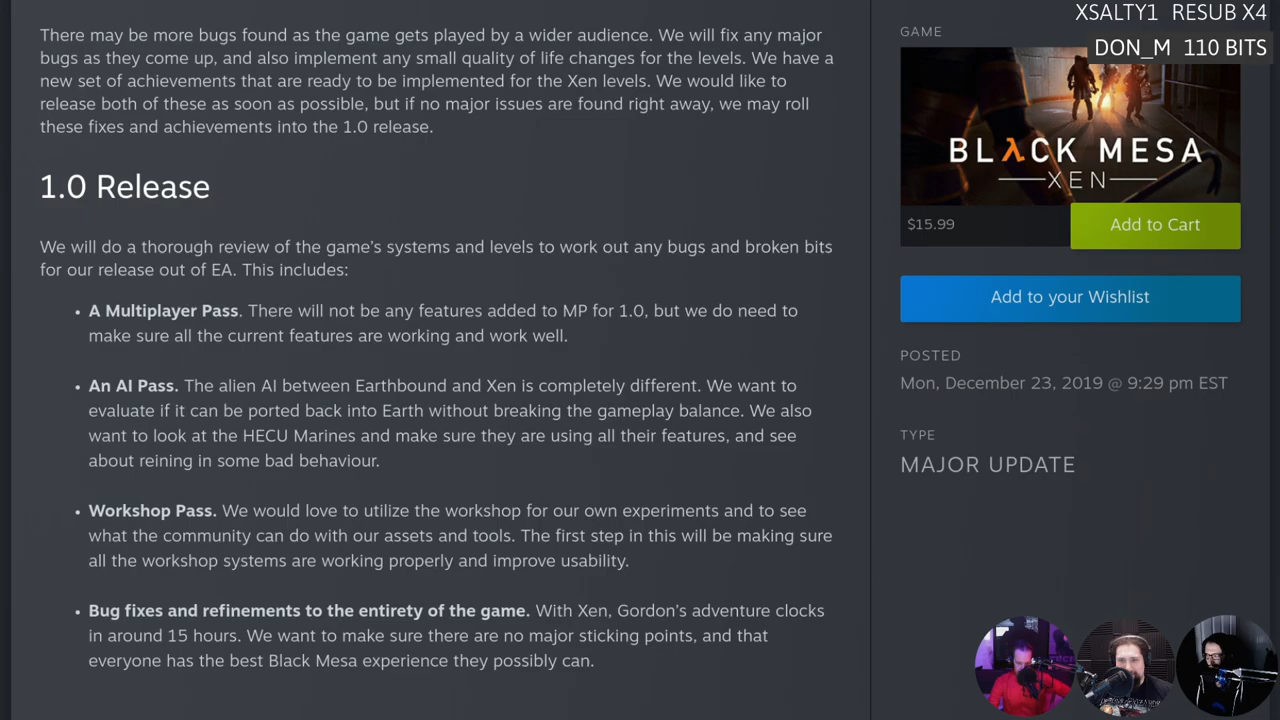 There may be more bugs found as the game gets played by a wider audience. We will fix any major
bugs as they come up, and also implement any small quality of life changes for the levels. We have a
new set of achievements that are ready to be implemented for the Xen levels. We would like to
release both of these as soon as possible, but if no major issues are found right away, we may roll
these fixes and achievements into the 1.0 release.
1.0 Release
We will do a thorough review of the game's systems and levels to work out any bugs and broken bits
for our release out of EA. This includes:
• A Multiplayer Pass. There will not be any features added to MP for 1.0, but we do need to
make sure all the current features are working and work well.
• An AI Pass. The alien AI between Earthbound and Xen is completely different. We want to
evaluate if it can be ported back into Earth without breaking the gameplay balance. We also
want to look at the HECU Marines and make sure they are using all their features, and see
about reining in some bad behaviour.
• Workshop Pass. We would love to utilize the workshop for our own experiments and to see
what the community can do with our assets and tools. The first step in this will be making sure
all the workshop systems are working properly and improve usability.
• Bug fixes and refinements to the entirety of the game. With Xen, Gordon's adventure clocks
in around 15 hours. We want to make sure there are no major sticking points, and that
everyone has the best Black Mesa experience they possibly can.
XSALTY1 RESUB X4
DON_M 110 BITS
GAME
BLλCK MESA
XEN
$15.99
Add to Cart
Add to your Wishlist
POSTED
Mon, December 23, 2019 @ 9:29 pm EST
TYPE
MAJOR UPDATE